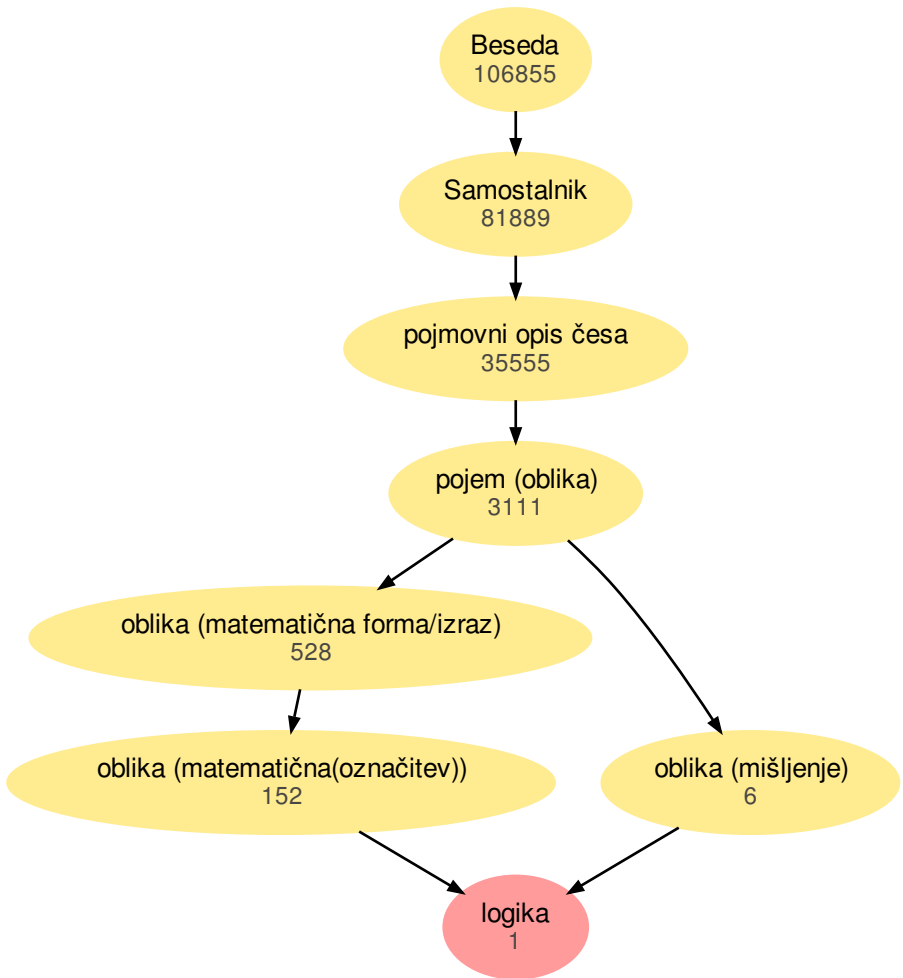 Beseda
106855
Samostalnik
81889
pojmovni opis česa
35555
pojem (oblika)
3111
oblika (matematična forma/izraz)
528
oblika (matematična(označitev))
152
oblika (mišljenje)
6
logika
1